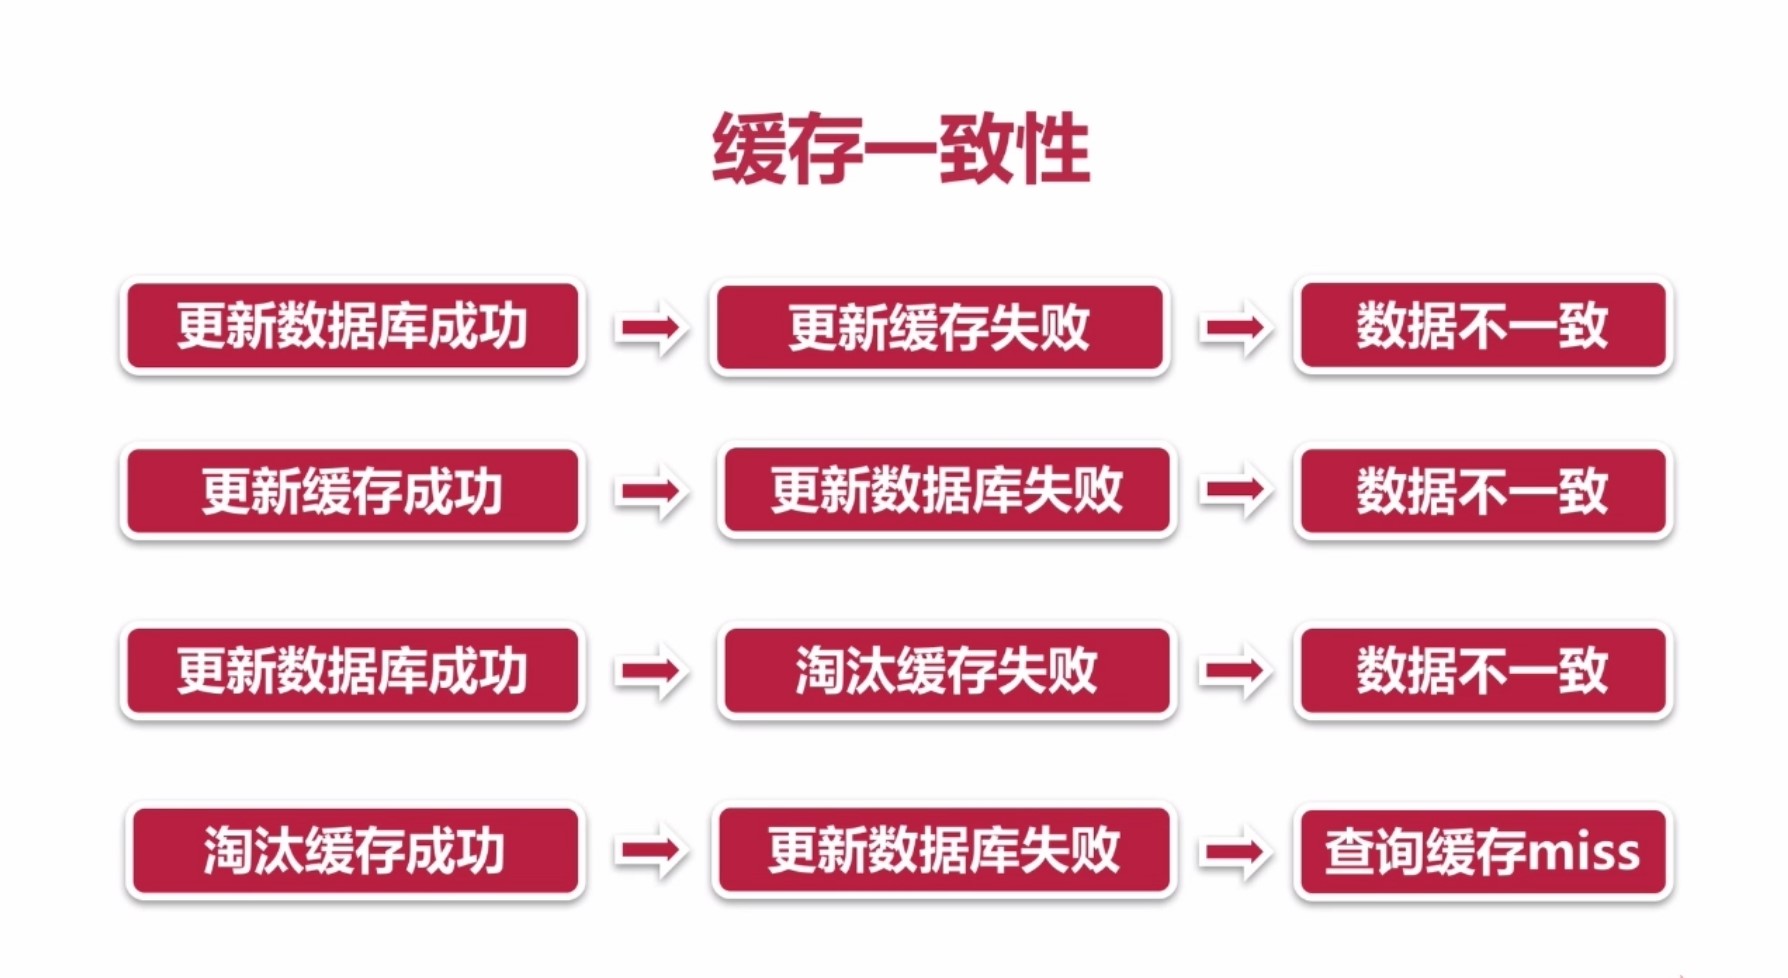 缓存一致性
更新数据库成功
更新缓存失败
数据不一致
更新缓存成功
更新数据库失败
数据不一致
更新数据库成功
淘汰缓存失败
数据不一致
淘汰缓存成功
更新数据库失败
查询缓存miss